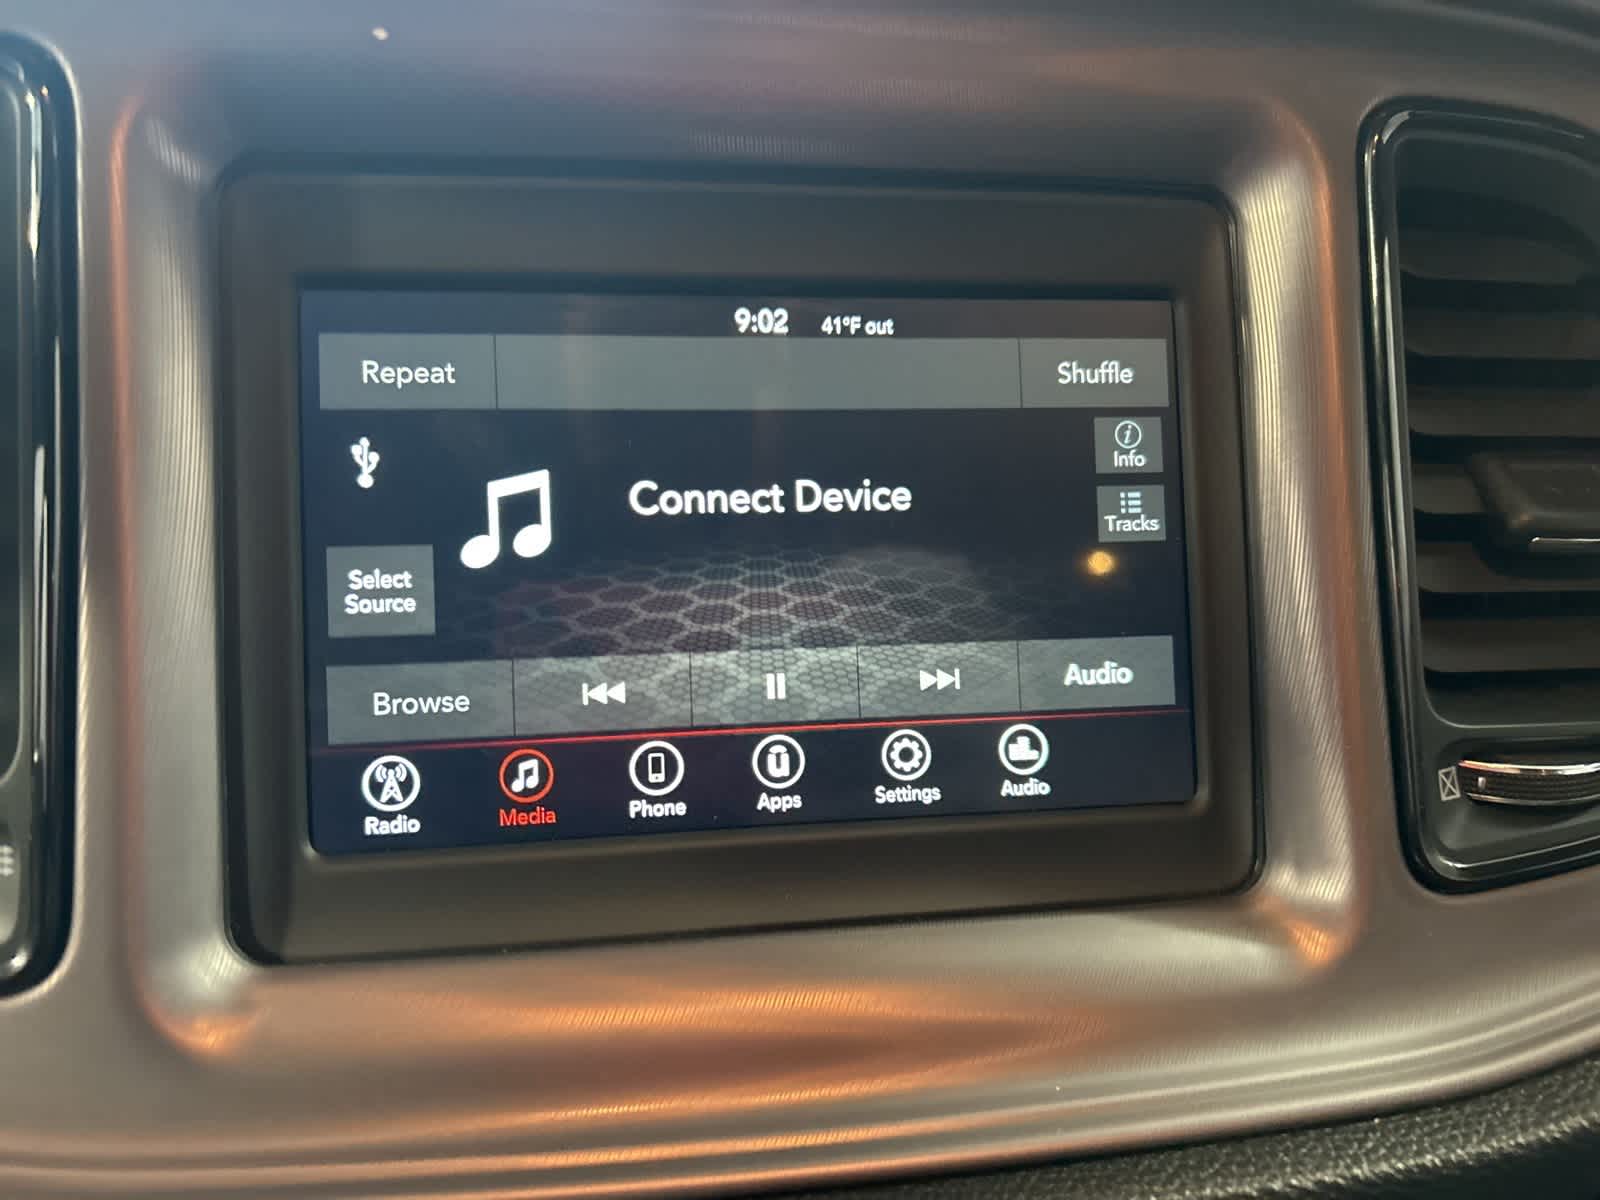 9:02 41°F out
Repeat
Shuffle
Info
Connect Device
Tracks
Select
Source
Browse
Audio
Radio
Media
Phone
Apps
Settings
Audio